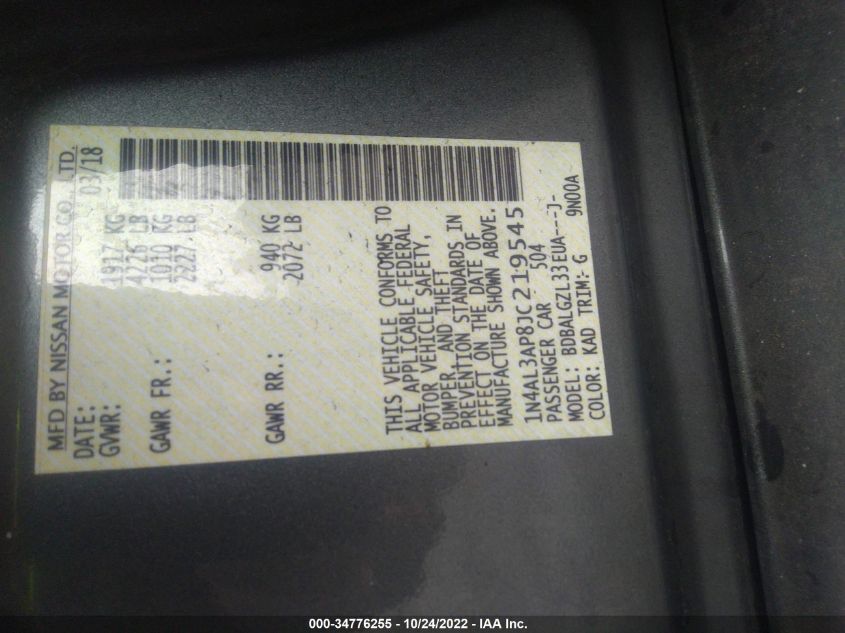 MFD BY NISSAN MOTOR CO., LTD.
DATE: 03/18
GVWR: 1917 KG
4226 LB
GAWR FR.: 1010 KG
2227 LB
GAWR RR.: 940 KG
2072 LB
THIS VEHICLE CONFORMS TO
ALL APPLICABLE FEDERAL
MOTOR VEHICLE SAFETY,
BUMPER, AND THEFT
PREVENTION STANDARDS IN
EFFECT ON THE DATE OF
MANUFACTURE SHOWN ABOVE.
1N4AL3AP8JC219545
PASSENGER CAR 504
MODEL: BDBALGZL33EUA---J-
COLOR: KAD TRIM: G 9N00A
000-34776255 - 10/24/2022 - IAA Inc.